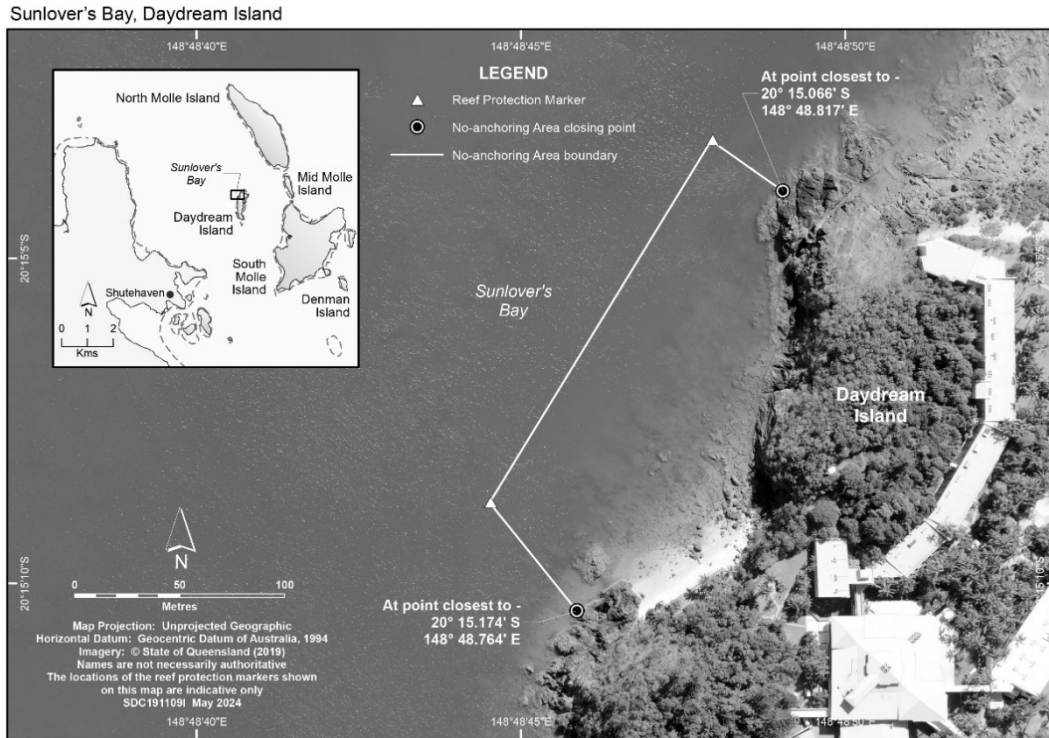 Sunlover's Bay, Daydream Island
148°48'40"E
148°48'45"E
148°48'50"E
North Molle Island
Sunlover's
Bay
Mid Molle
Island
Daydream
Island
South
Molle
Island
Denman
Island
Shutehaven
N
0 1 2
Kms
LEGEND
Reef Protection Marker
No-anchoring Area closing point
No-anchoring Area boundary
At point closest to -
20° 15.066' S
148° 48.817' E
20°15'5"S
20°15'5"S
Sunlover's
Bay
Daydream
Island
N
0 50 100
Metres
20°15'10"S
At point closest to -
20° 15.174' S
148° 48.764' E
Map Projection: Unprojected Geographic
Horizontal Datum: Geocentric Datum of Australia, 1994
Imagery: © State of Queensland (2019)
Names are not necessarily authoritative
The locations of the reef protection markers shown
on this map are indicative only
SDC191109I May 2024
148°48'40"E
148°48'45"E
148°48'50"E